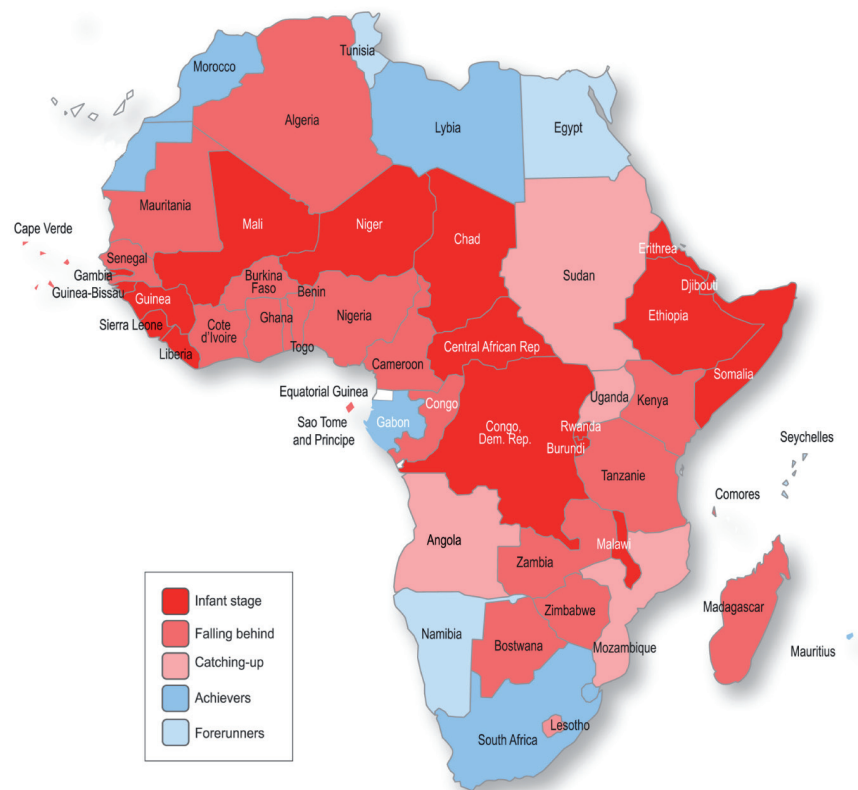 Tunisia
Morocco
Algeria
Lybia
Egypt
Mauritania
Mali
Niger
Chad
Cape Verde
Erithrea
Senegal
Sudan
Gambia
Burkina
Faso
Djibouti
Guinea-Bissau
Guinea
Benin
Nigeria
Ethiopia
Ghana
Sierra Leone
Cote
d'Ivoire
Togo
Central African Rep
Liberia
Cameroon
Somalia
Equatorial Guinea
Uganda
Kenya
Congo
Sao Tome
and Principe
Gabon
Congo,
Dem. Rep.
Rwanda
Burundi
Seychelles
Tanzanie
Comores
Angola
Malawi
Zambia
Madagascar
Zimbabwe
Namibia
Bostwana
Mozambique
Mauritius
Lesotho
South Africa
Infant stage
Falling behind
Catching-up
Achievers
Forerunners